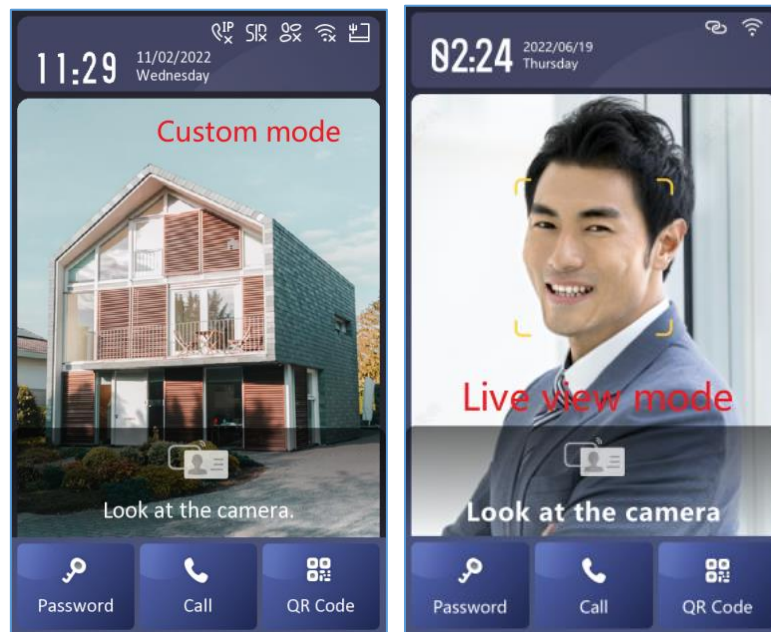 11:29
11/02/2022
Wednesday
Custom mode
Look at the camera.
Password
Call
QR Code
02:24
2022/06/19
Thursday
Live view mode
Look at the camera
Password
Call
QR Code